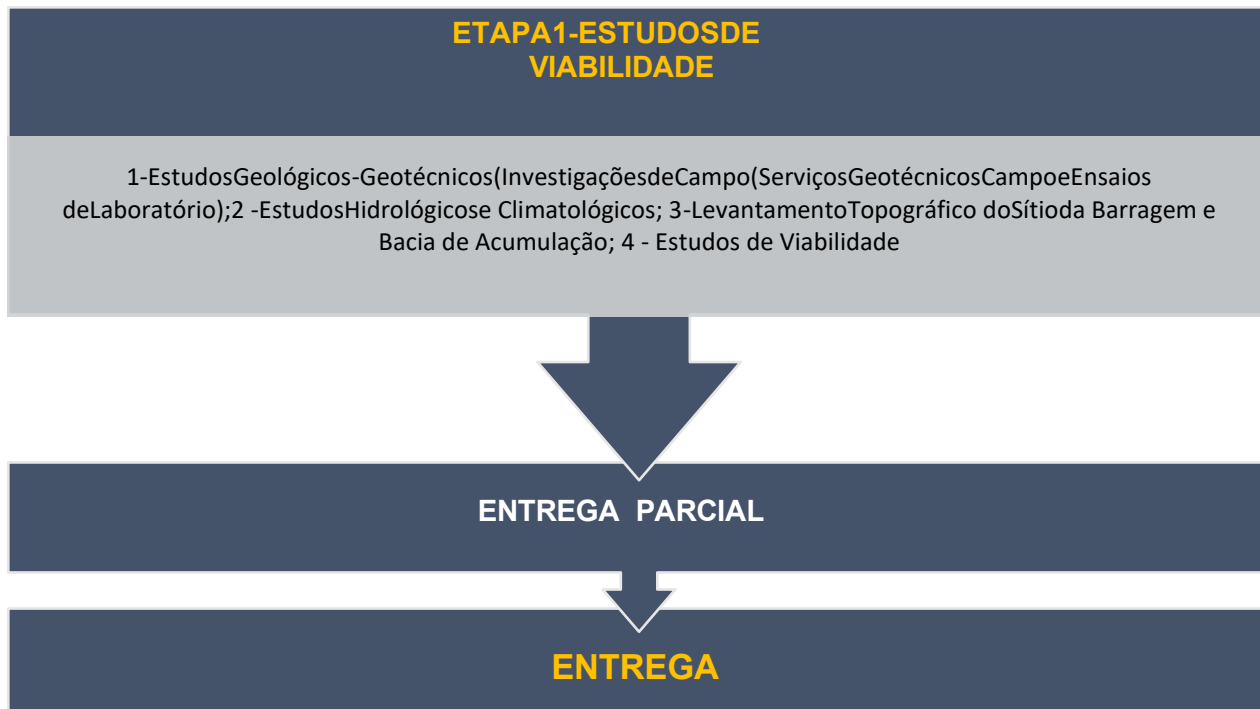 ETAPA1-ESTUDOSDE
VIABILIDADE
1-EstudosGeológicos-Geotécnicos(InvestigaçõesdeCampo(ServiçosGeotécnicosCampoeEnsaios
deLaboratório);2 -EstudosHidrológicose Climatológicos; 3-LevantamentoTopográfico doSítioda Barragem e
Bacia de Acumulação; 4 - Estudos de Viabilidade
ENTREGA PARCIAL
ENTREGA